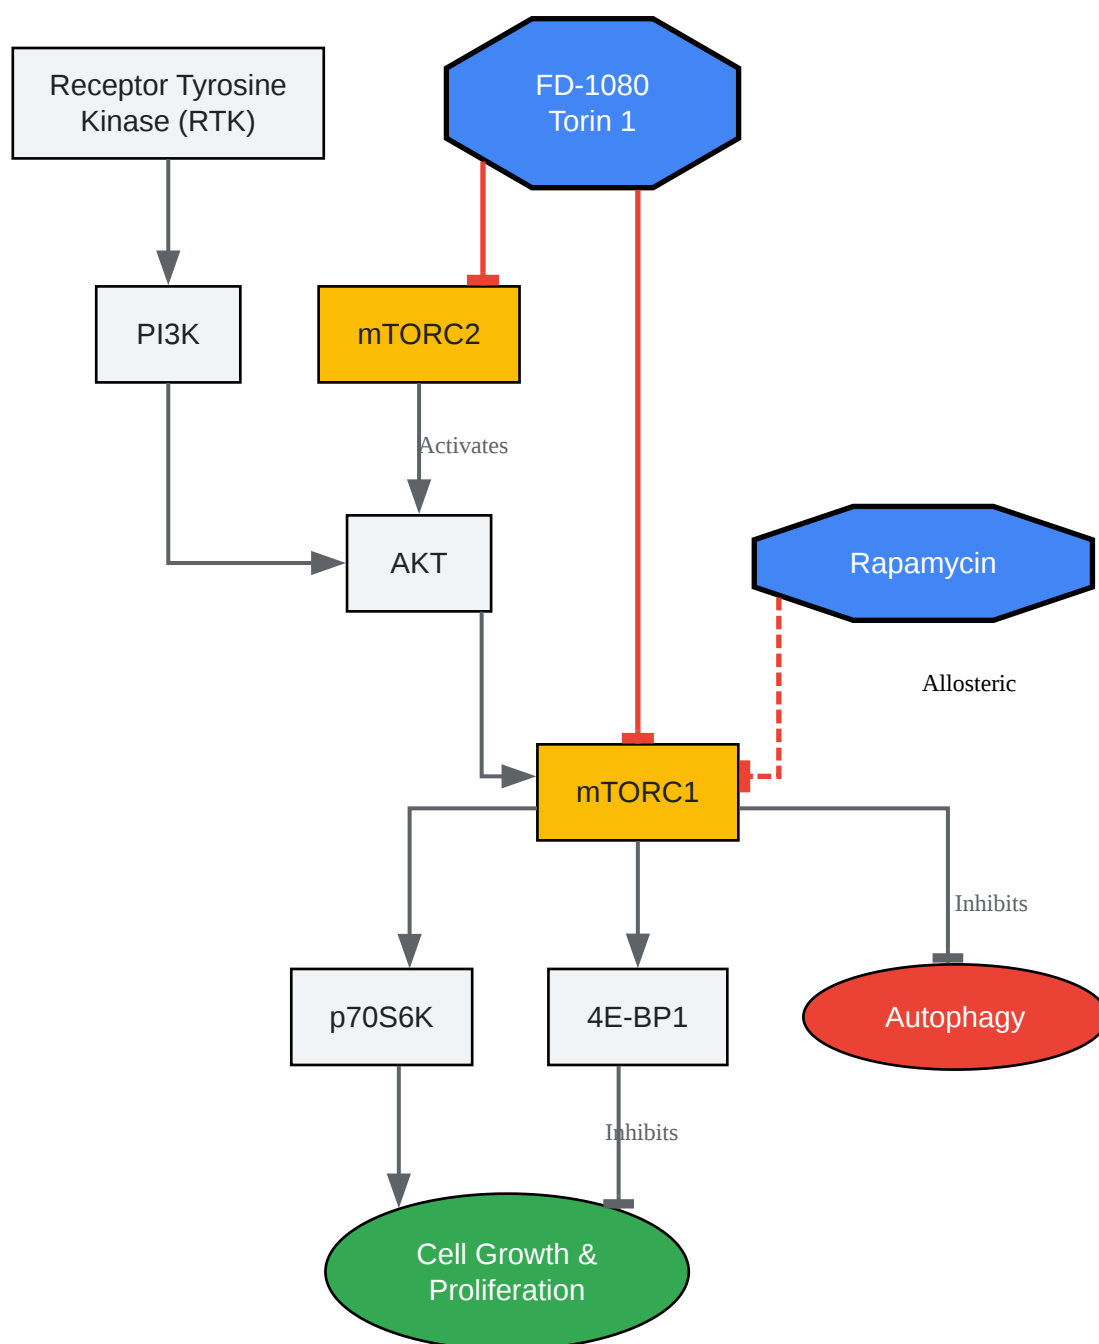 Receptor Tyrosine
Kinase (RTK)
FD-1080
Torin 1
PI3K
mTORC2
Activates
AKT
Rapamycin
Allosteric
mTORC1
Inhibits
p70S6K
4E-BP1
Autophagy
Inhibits
Cell Growth &
Proliferation